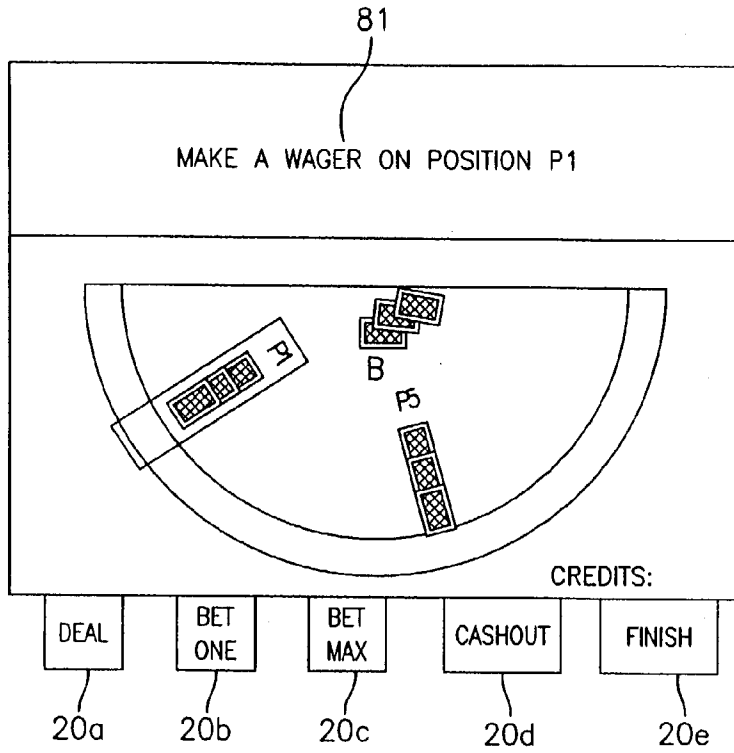 81
MAKE A WAGER ON POSITION P1
P1
B
P5
CREDITS:
DEAL
BET
ONE
BET
MAX
CASHOUT
FINISH
20a
20b
20c
20d
20e